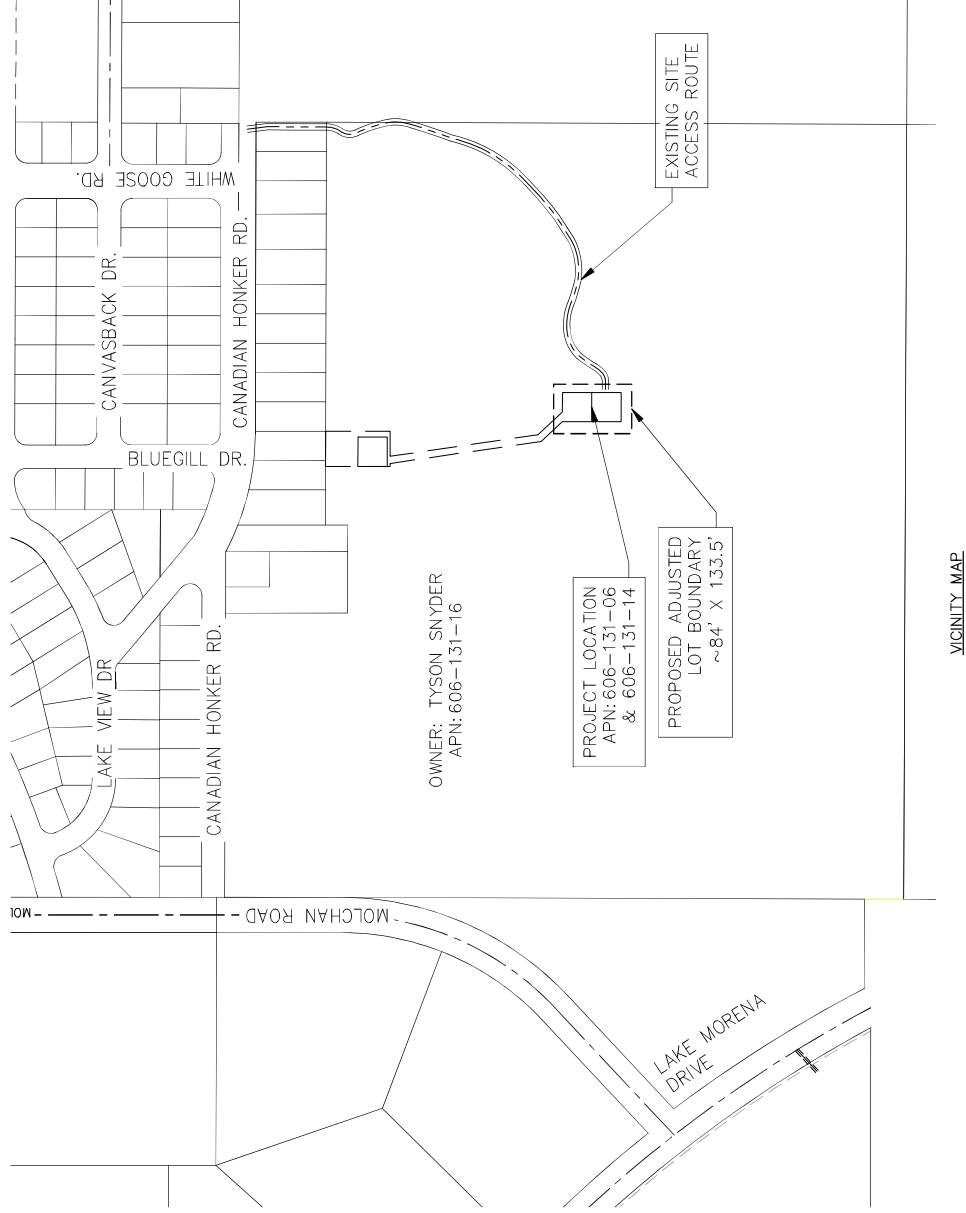 WHITE GOOSE RD.
CANVASBACK DR.
CANADIAN HONKER RD.
BLUEGILL DR.
LAKE VIEW DR
CANADIAN HONKER RD.
MOLCHAN ROAD
LAKE MORENA
DRIVE
OWNER: TYSON SNYDER
APN: 606-131-16
EXISTING SITE
ACCESS ROUTE
PROJECT LOCATION
APN: 606-131-06
& 606-131-14
PROPOSED ADJUSTED
LOT BOUNDARY
~84' X 133.5'
VICINITY MAP